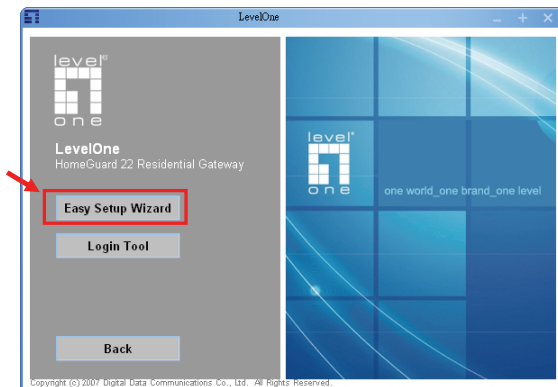 LevelOne
level
one
LevelOne
HomeGuard 22 Residential Gateway
Easy Setup Wizard
Login Tool
Back
level
one
one world_one brand_one level
Copyright (c) 2007 Digital Data Communications Co., Ltd. All Rights Reserved.